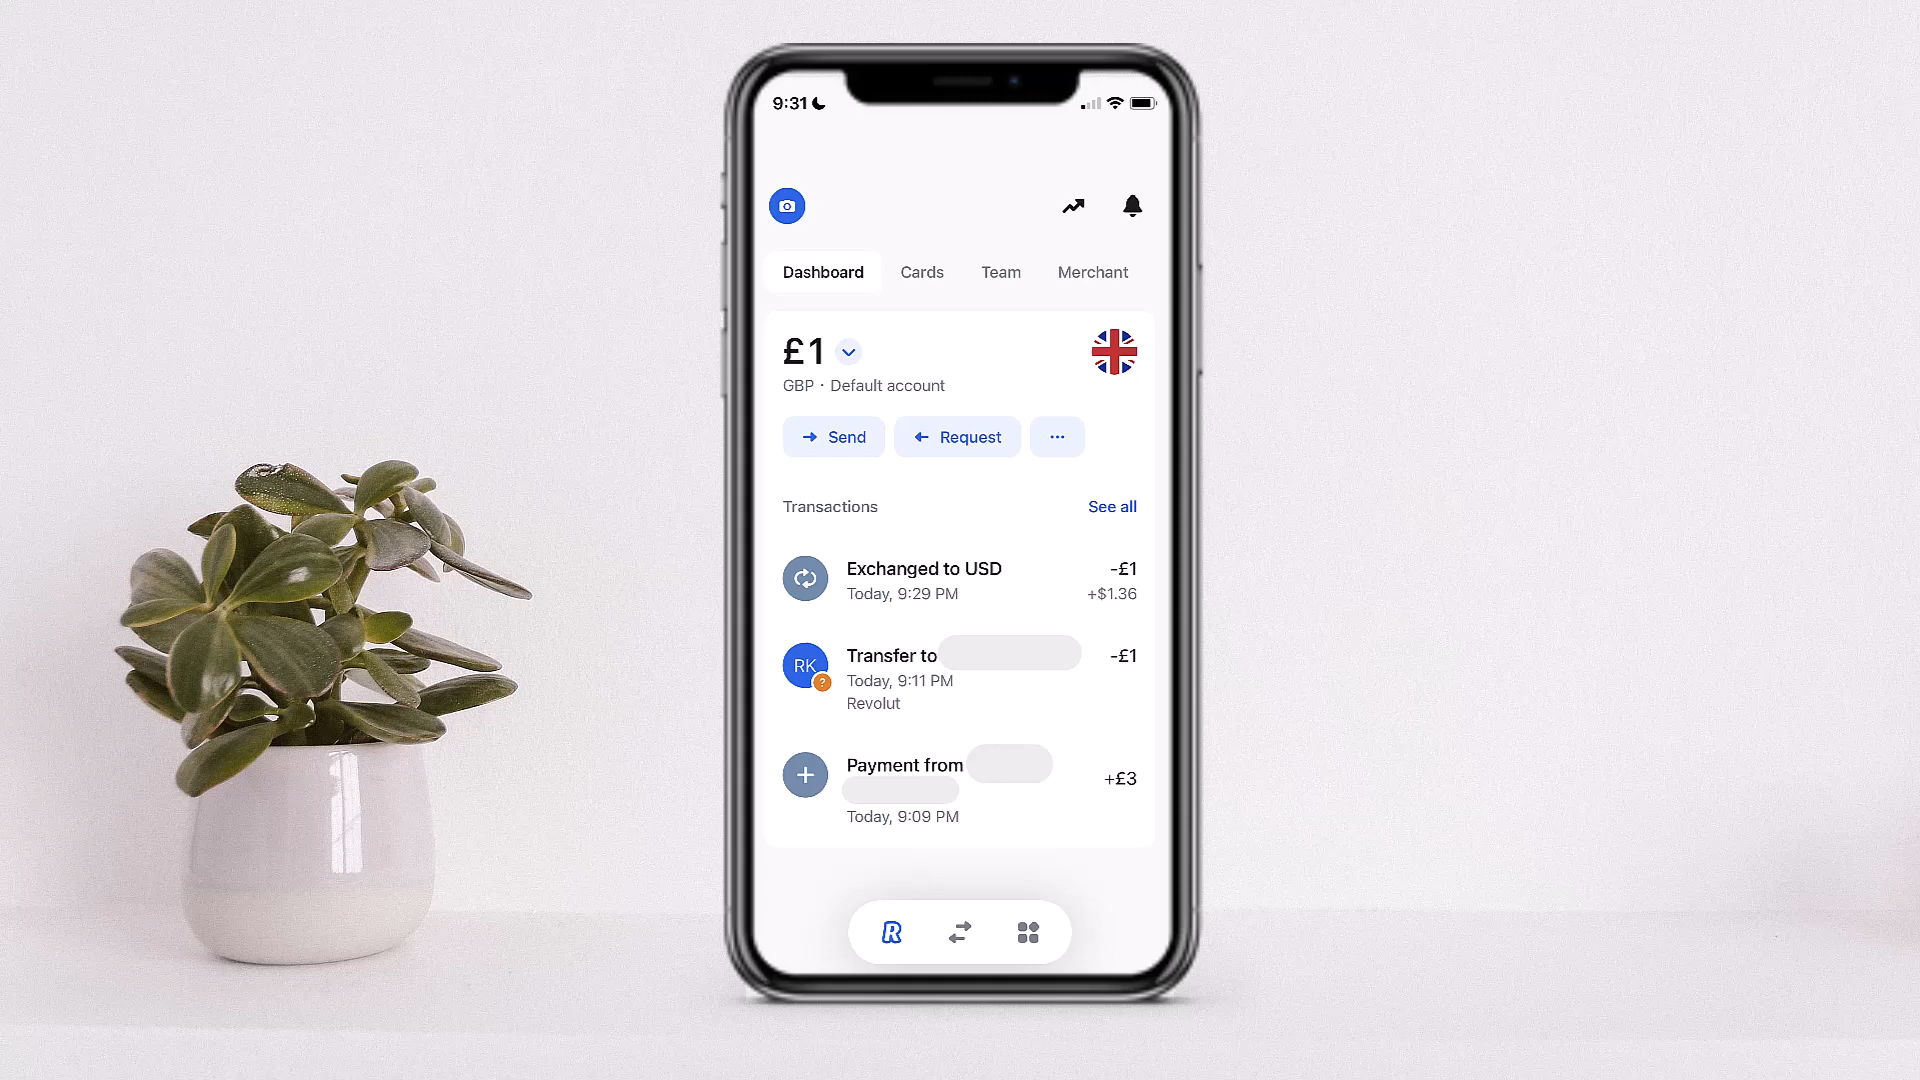 9:31
Dashboard Cards Team Merchant
£1
GBP · Default account
Send Request ...
Transactions See all
Exchanged to USD -£1
Today, 9:29 PM +$1.36
RK ? Transfer to -£1
Today, 9:11 PM
Revolut
Payment from
+£3
Today, 9:09 PM
R